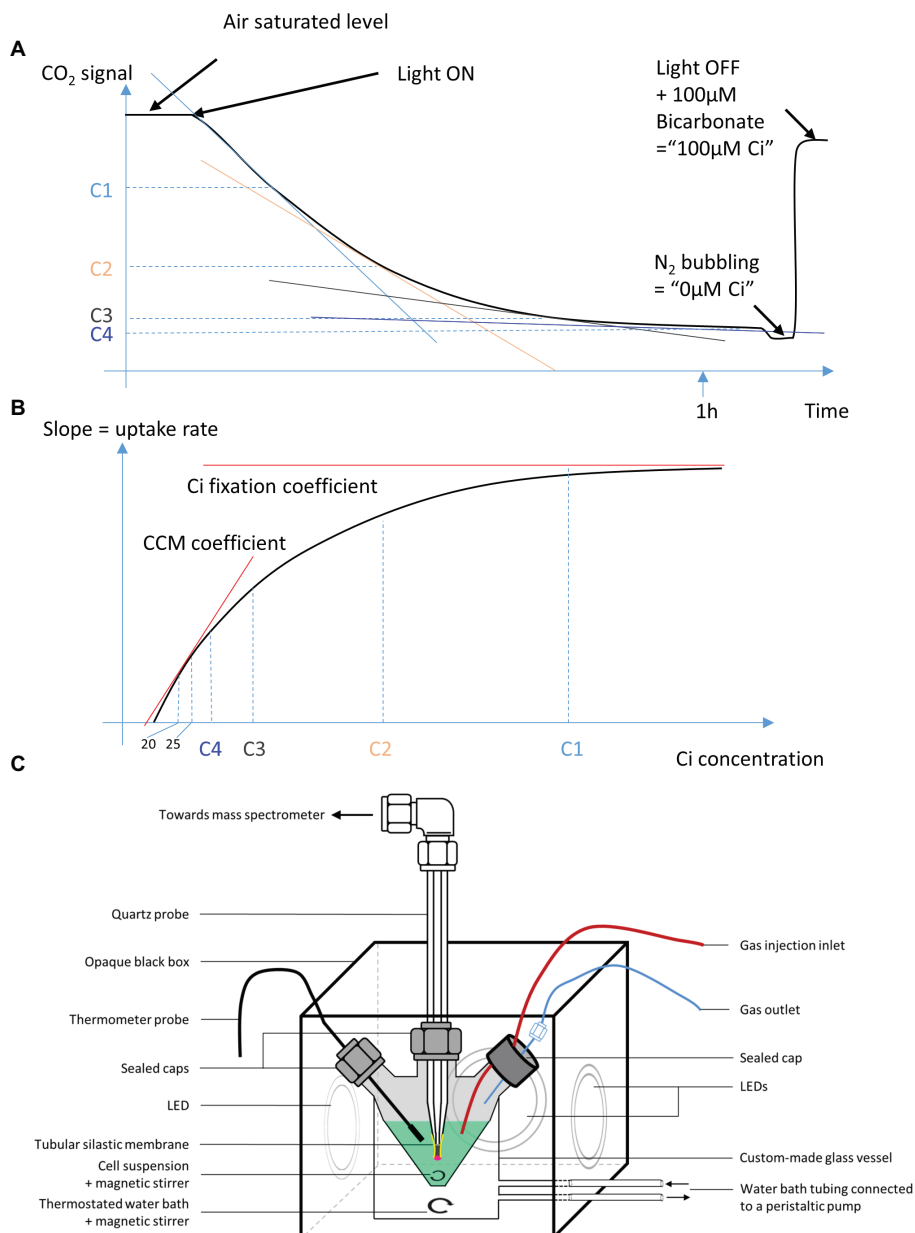 A
Air saturated level
CO₂ signal
Light ON
Light OFF
+ 100µM
Bicarbonate
=“100µM Ci”
C1
C2
N₂ bubbling
= “0µM Ci”
C3
C4
1h
Time
B
Slope = uptake rate
Ci fixation coefficient
CCM coefficient
20
25
C4
C3
C2
C1
Ci concentration
C
Towards mass spectrometer
Quartz probe
Opaque black box
Thermometer probe
Sealed caps
LED
Tubular silastic membrane
Cell suspension
+ magnetic stirrer
Thermostated water bath
+ magnetic stirrer
Gas injection inlet
Gas outlet
Sealed cap
LEDs
Custom-made glass vessel
Water bath tubing connected
to a peristaltic pump